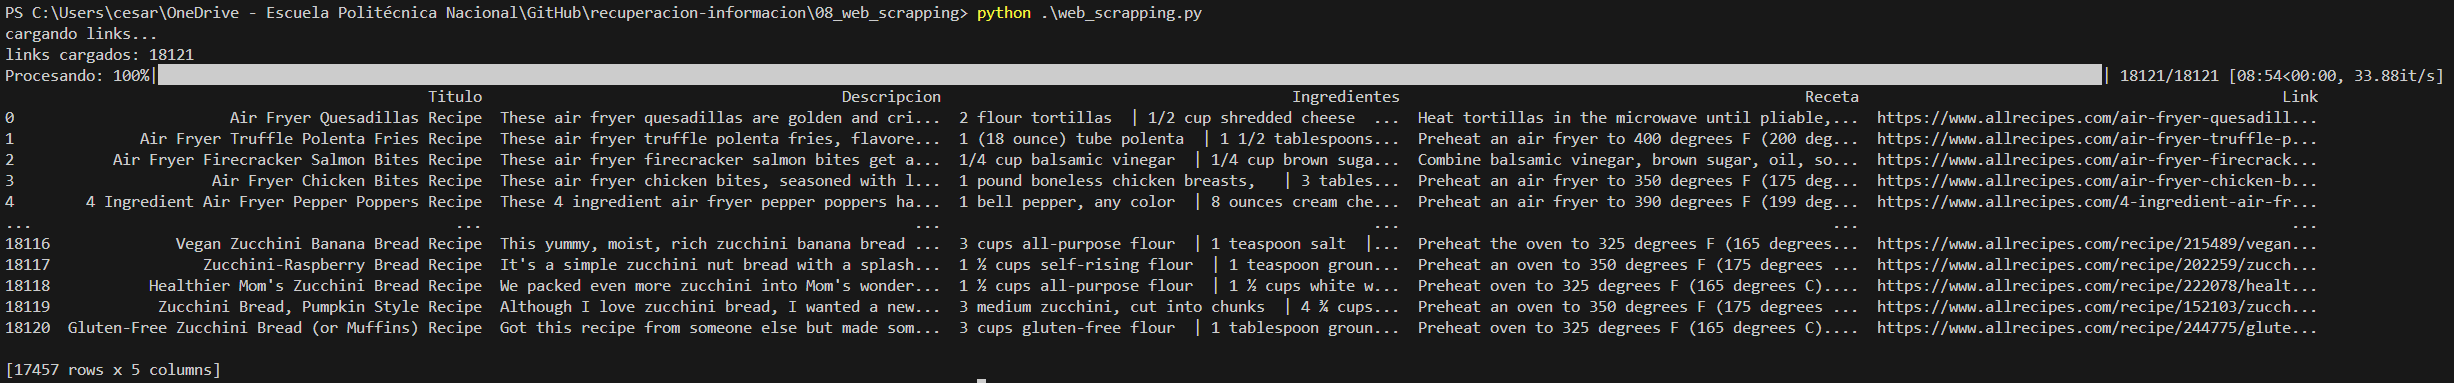 PS C:\Users\cesar\OneDrive - Escuela Politécnica Nacional\GitHub\recuperacion-informacion\08_web_scrapping> python .\web_scrapping.py
cargando links...
links cargados: 18121
Procesando: 100%| | 18121/18121 [08:54<00:00, 33.88it/s]
Titulo Descripcion Ingredientes Receta Link
0 Air Fryer Quesadillas Recipe These air fryer quesadillas are golden and cri... 2 flour tortillas | 1/2 cup shredded cheese ... Heat tortillas in the microwave until pliable,... https://www.allrecipes.com/air-fryer-quesadill...
1 Air Fryer Truffle Polenta Fries Recipe These air fryer truffle polenta fries, flavore... 1 (18 ounce) tube polenta | 1 1/2 tablespoons... Preheat an air fryer to 400 degrees F (200 deg... https://www.allrecipes.com/air-fryer-truffle-p...
2 Air Fryer Firecracker Salmon Bites Recipe These air fryer firecracker salmon bites get a... 1/4 cup balsamic vinegar | 1/4 cup brown suga... Combine balsamic vinegar, brown sugar, oil, so... https://www.allrecipes.com/air-fryer-firecrack...
3 Air Fryer Chicken Bites Recipe These air fryer chicken bites, seasoned with l... 1 pound boneless chicken breasts, | 3 tables... Preheat an air fryer to 350 degrees F (175 deg... https://www.allrecipes.com/air-fryer-chicken-b...
4 4 Ingredient Air Fryer Pepper Poppers Recipe These 4 ingredient air fryer pepper poppers ha... 1 bell pepper, any color | 8 ounces cream che... Preheat an air fryer to 390 degrees F (199 deg... https://www.allrecipes.com/4-ingredient-air-fr...
... ... ... ... ... ...
18116 Vegan Zucchini Banana Bread Recipe This yummy, moist, rich zucchini banana bread ... 3 cups all-purpose flour | 1 teaspoon salt |... Preheat the oven to 325 degrees F (165 degrees... https://www.allrecipes.com/recipe/215489/vegan...
18117 Zucchini-Raspberry Bread Recipe It's a simple zucchini nut bread with a splash... 1 ½ cups self-rising flour | 1 teaspoon groun... Preheat an oven to 350 degrees F (175 degrees ... https://www.allrecipes.com/recipe/202259/zucch...
18118 Healthier Mom's Zucchini Bread Recipe We packed even more zucchini into Mom's wonder... 1 ½ cups all-purpose flour | 1 ½ cups white w... Preheat oven to 325 degrees F (165 degrees C).... https://www.allrecipes.com/recipe/222078/healt...
18119 Zucchini Bread, Pumpkin Style Recipe Although I love zucchini bread, I wanted a new... 3 medium zucchini, cut into chunks | 4 ¾ cups... Preheat an oven to 350 degrees F (175 degrees ... https://www.allrecipes.com/recipe/152103/zucch...
18120 Gluten-Free Zucchini Bread (or Muffins) Recipe Got this recipe from someone else but made som... 3 cups gluten-free flour | 1 tablespoon groun... Preheat oven to 325 degrees F (165 degrees C).... https://www.allrecipes.com/recipe/244775/glute...
[17457 rows x 5 columns]